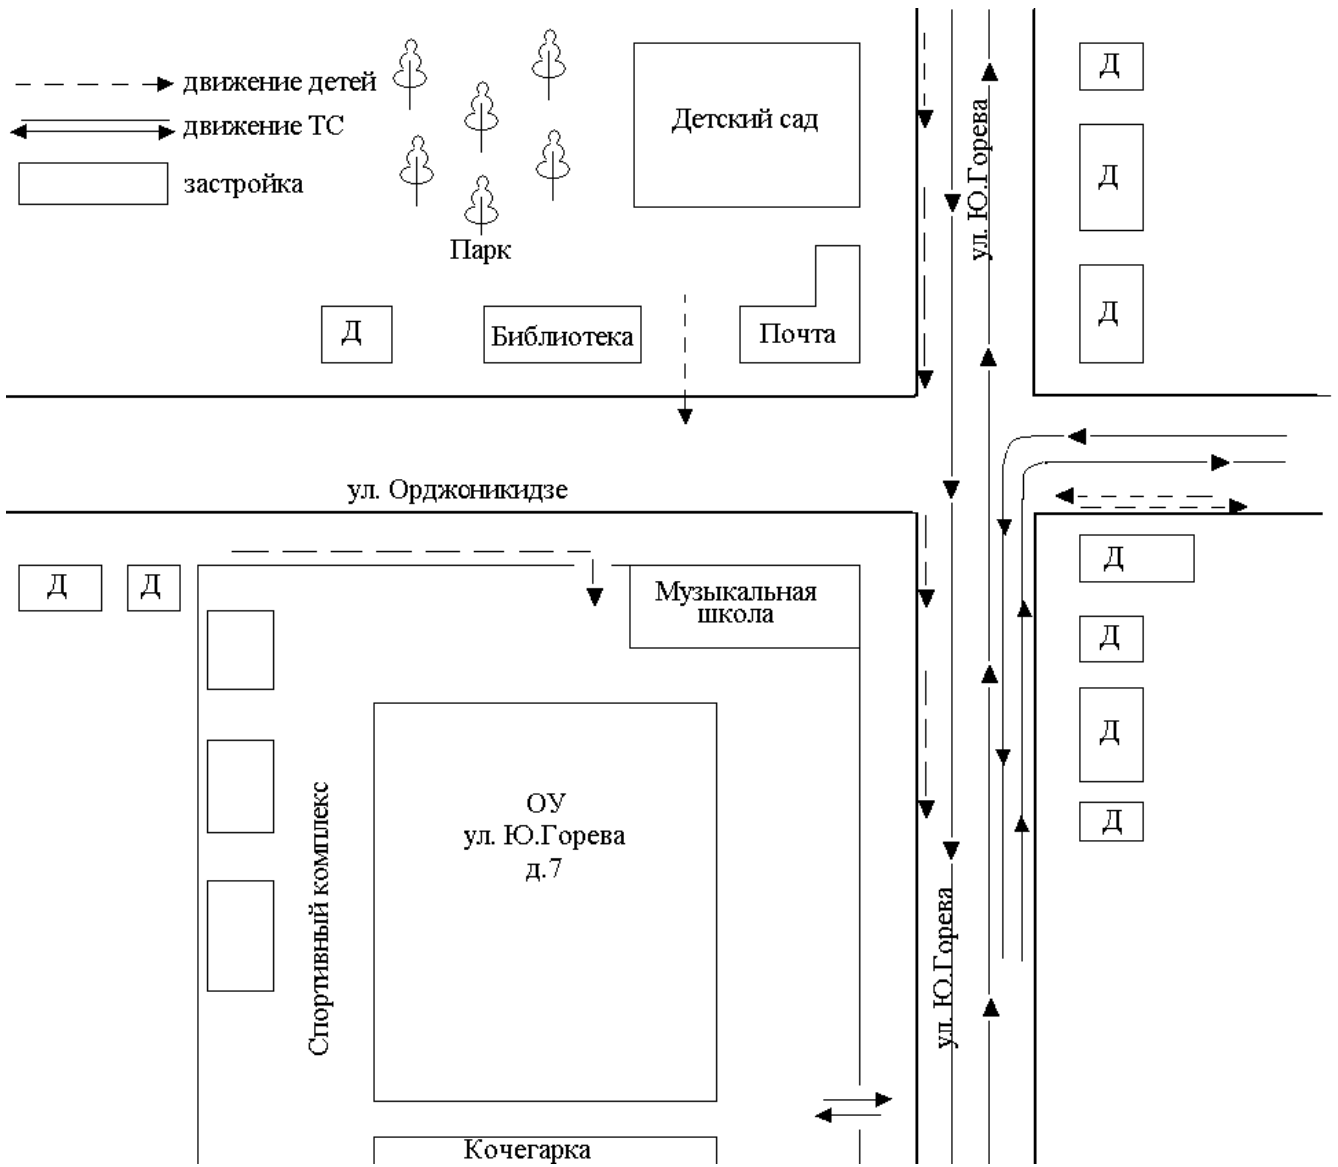 движение детей
движение ТС
застройка
Парк
Детский сад
ул. Ю.Горева
Д
Д
Д
Д
Библиотека
Почта
ул. Орджоникидзе
Д
Д
Музыкальная
школа
Д
Д
Д
Д
Спортивный комплекс
ОУ
ул. Ю.Горева
д.7
ул. Ю.Горева
Кочегарка